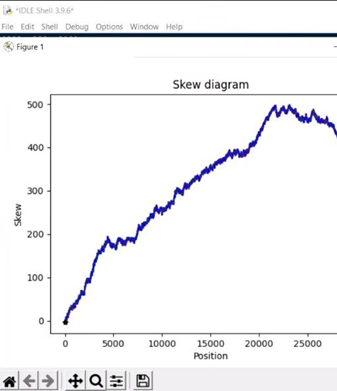 *IDLE Shell 3.9.6*
File Edit Shell Debug Options Window Help
Figure 1
Skew diagram
500
400
300
200
100
0
Skew
0 5000 10000 15000 20000 25000
Position